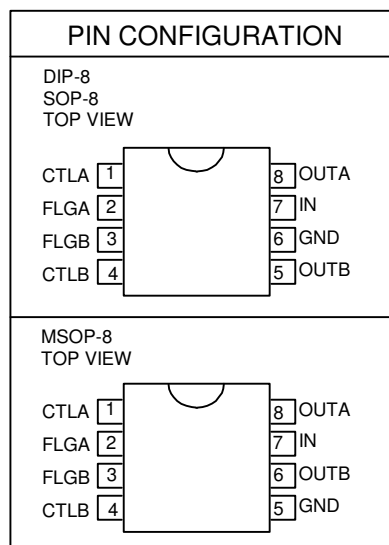 PIN CONFIGURATION
DIP-8
SOP-8
TOP VIEW
CTLA 1 8 OUTA
FLGA 2 7 IN
FLGB 3 6 GND
CTLB 4 5 OUTB
MSOP-8
TOP VIEW
CTLA 1 8 OUTA
FLGA 2 7 IN
FLGB 3 6 OUTB
CTLB 4 5 GND